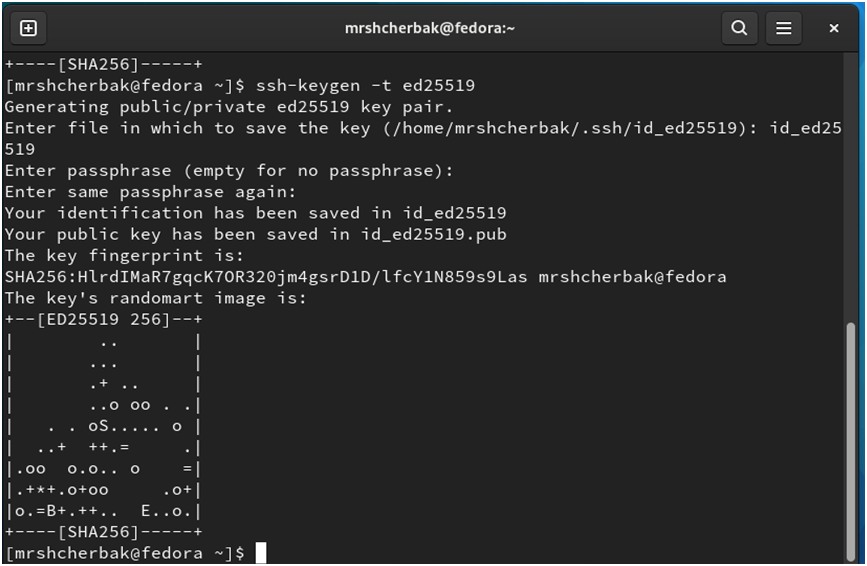 mrshcherbak@fedora:~
+----[SHA256]-----+
[mrshcherbak@fedora ~]$ ssh-keygen -t ed25519
Generating public/private ed25519 key pair.
Enter file in which to save the key (/home/mrshcherbak/.ssh/id_ed25519): id_ed25
519
Enter passphrase (empty for no passphrase):
Enter same passphrase again:
Your identification has been saved in id_ed25519
Your public key has been saved in id_ed25519.pub
The key fingerprint is:
SHA256:HlrdIMaR7gqcK7OR320jm4gsrD1D/lfcY1N859s9Las mrshcherbak@fedora
The key's randomart image is:
+--[ED25519 256]--+
|        ..       |
|       ...       |
|       .+ ..     |
|       ..o oo . .|
|   . . oS..... o |
|  ..+  ++.=     .|
|.oo  o.o.. o    =|
|.+*+.o+oo     .o+|
|o.=B+.++..  E..o.|
+----[SHA256]-----+
[mrshcherbak@fedora ~]$